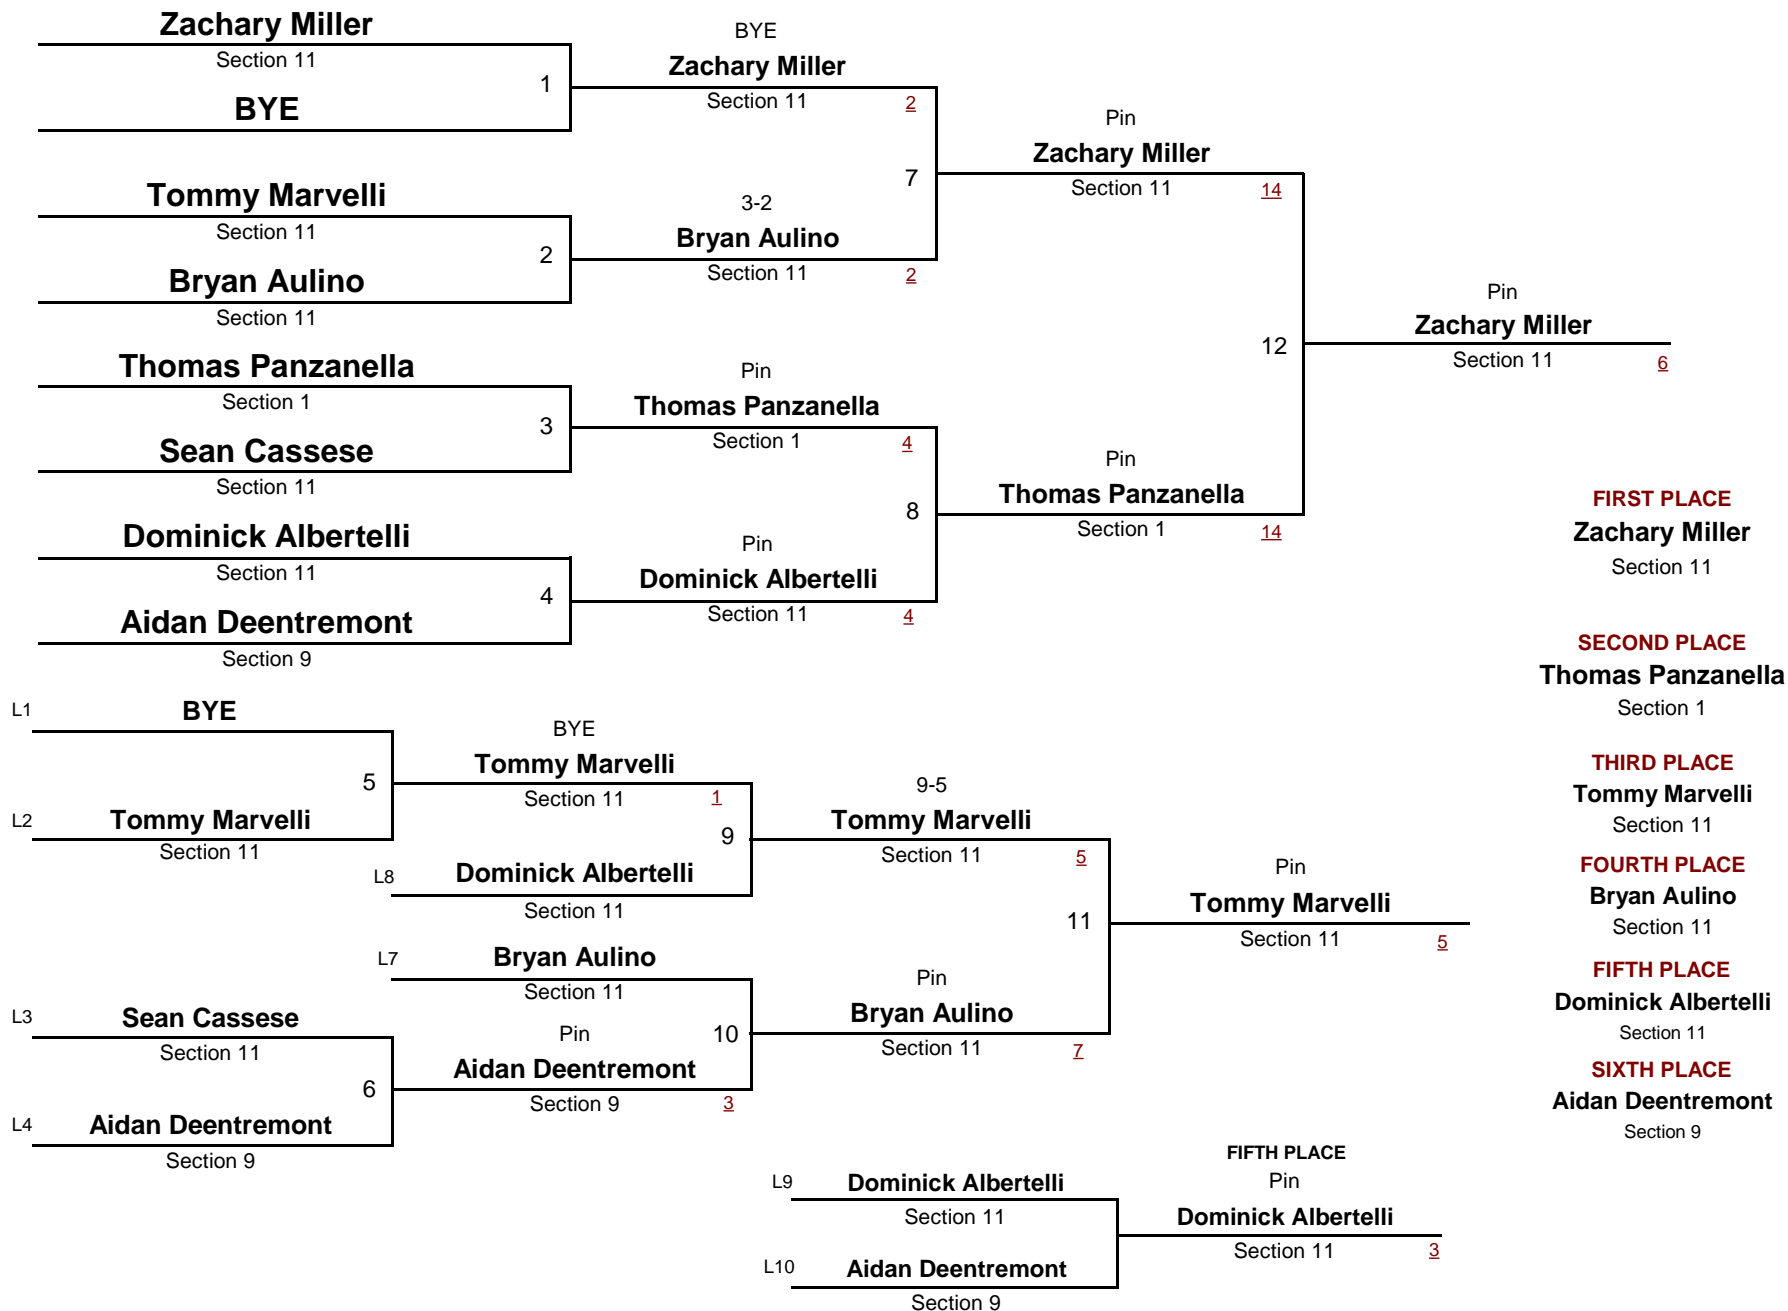 Zachary Miller
Section 11
1
BYE
Tommy Marvelli
Section 11
2
Bryan Aulino
Section 11
Thomas Panzanella
Section 1
3
Sean Cassese
Section 11
Dominick Albertelli
Section 11
4
Aidan Deentremont
Section 9
BYE
Zachary Miller
Section 11
2
7
3-2
Bryan Aulino
Section 11
2
Pin
Thomas Panzanella
Section 1
4
8
Pin
Dominick Albertelli
Section 11
4
Pin
Zachary Miller
Section 11
14
12
Pin
Thomas Panzanella
Section 1
14
Pin
Zachary Miller
Section 11
6
L1
BYE
5
L2
Tommy Marvelli
Section 11
L3
Sean Cassese
Section 11
6
L4
Aidan Deentremont
Section 9
BYE
Tommy Marvelli
Section 11
1
9
L8
Dominick Albertelli
Section 11
L7
Bryan Aulino
Section 11
10
Pin
Aidan Deentremont
Section 9
3
9-5
Tommy Marvelli
Section 11
5
11
Pin
Bryan Aulino
Section 11
7
Pin
Tommy Marvelli
Section 11
5
L9
Dominick Albertelli
Section 11
L10
Aidan Deentremont
Section 9
FIFTH PLACE
Pin
Dominick Albertelli
Section 11
3
FIRST PLACE
Zachary Miller
Section 11
SECOND PLACE
Thomas Panzanella
Section 1
THIRD PLACE
Tommy Marvelli
Section 11
FOURTH PLACE
Bryan Aulino
Section 11
FIFTH PLACE
Dominick Albertelli
Section 11
SIXTH PLACE
Aidan Deentremont
Section 9